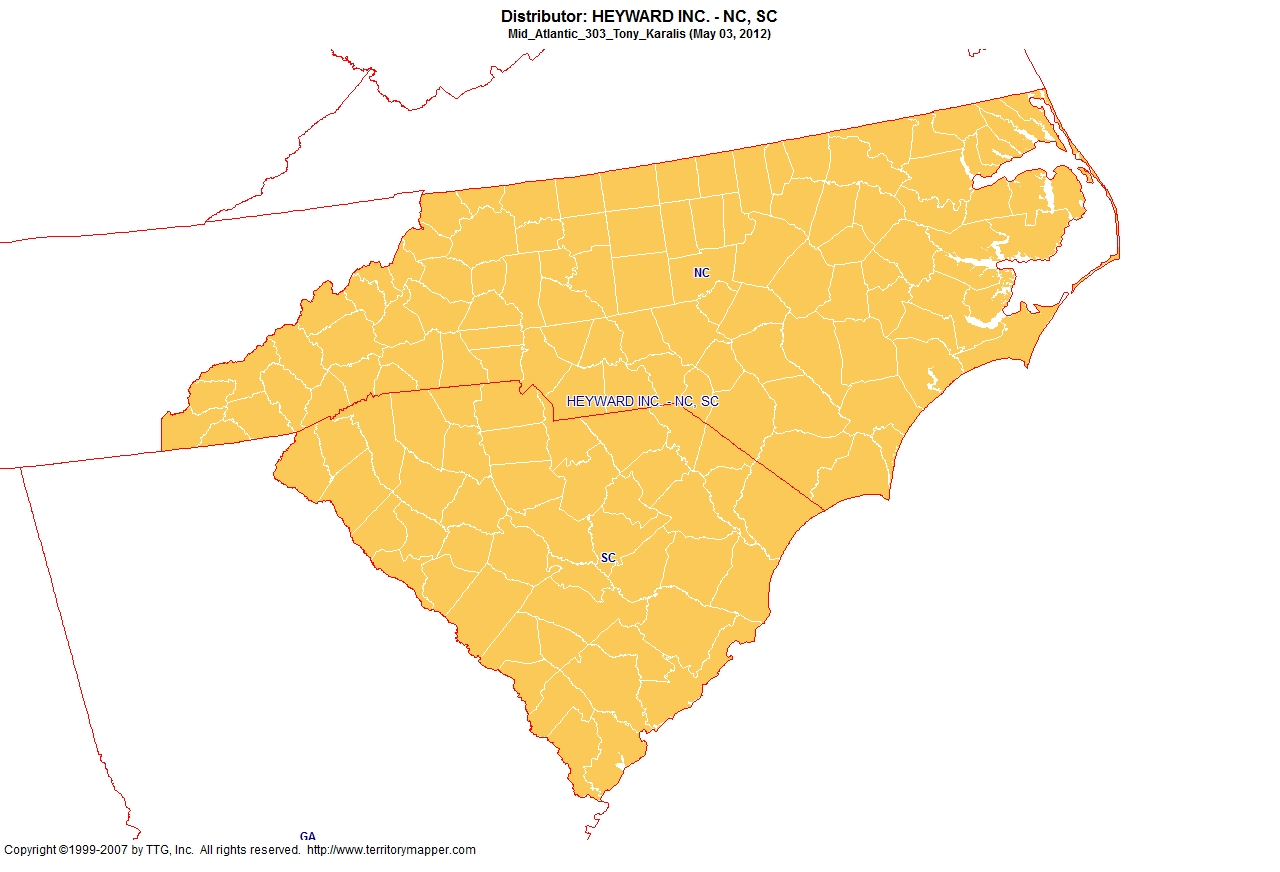 Distributor: HEYWARD INC. - NC, SC
Mid_Atlantic_303_Tony_Karalis (May 03, 2012)
NC
HEYWARD INC. - NC, SC
SC
GA
Copyright ©1999-2007 by TTG, Inc. All rights reserved. http://www.territorymapper.com